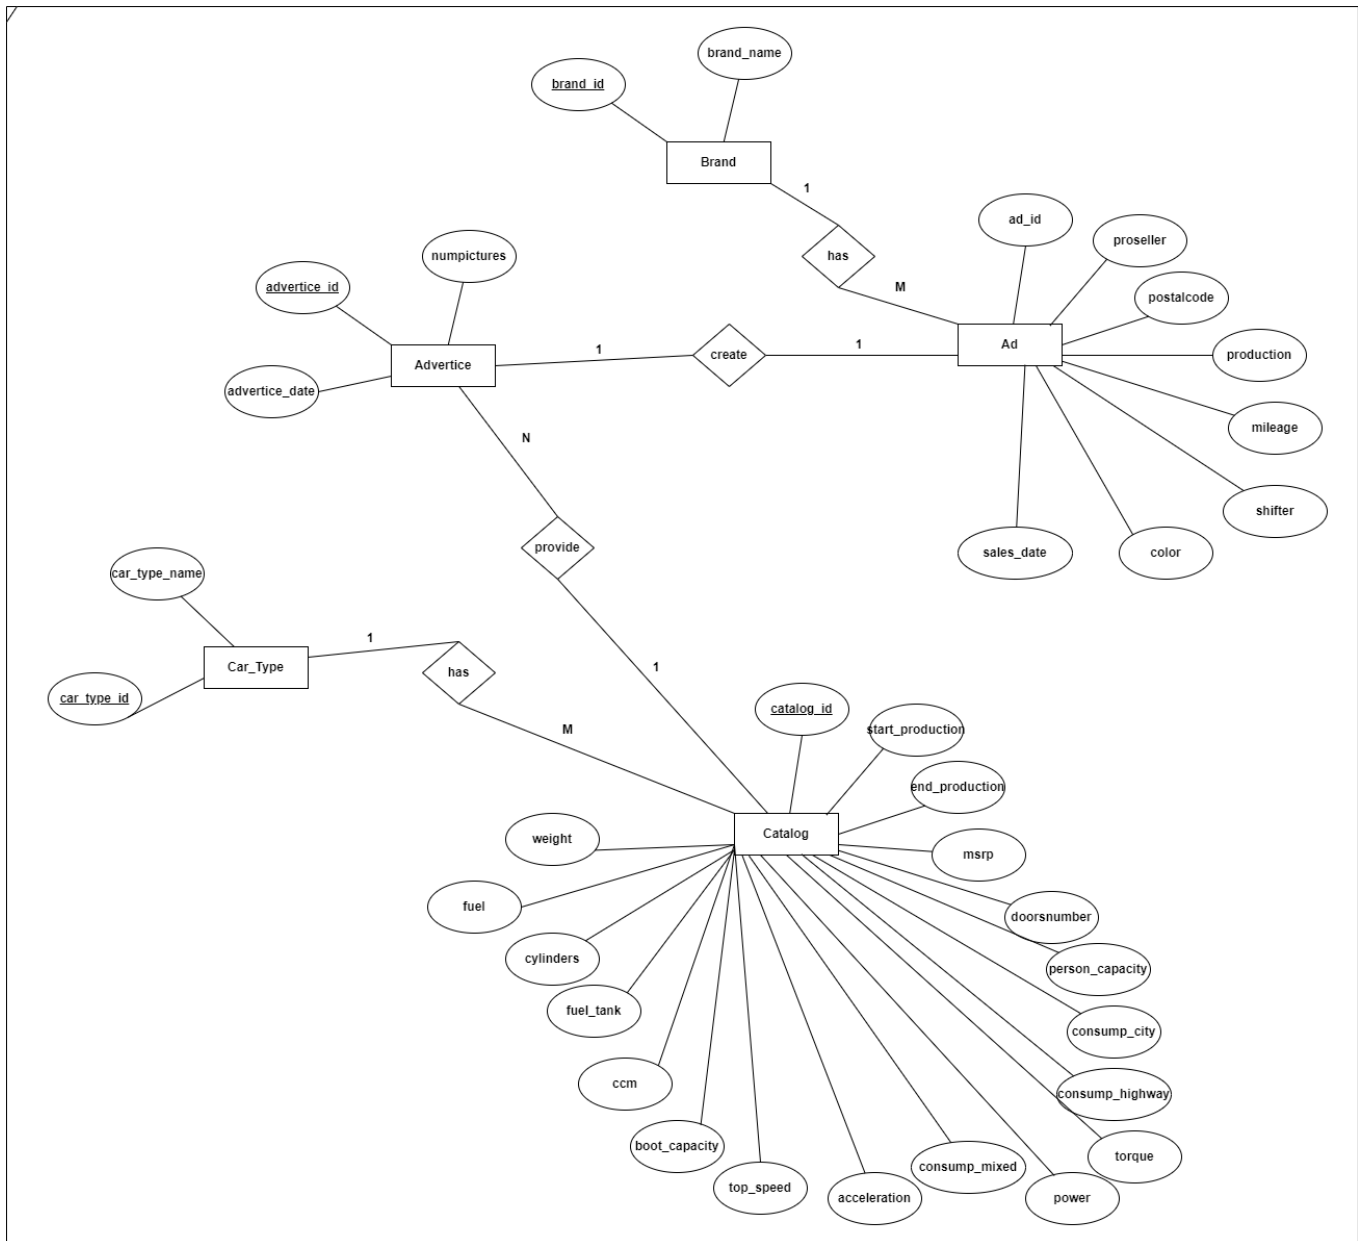 brand_name
brand_id
Brand
1
has
M
ad_id
proseller
postalcode
production
mileage
shifter
color
sales_date
Ad
numpictures
advertice_id
advertice_date
Advertice
1
create
1
N
provide
1
car_type_name
car_type_id
Car_Type
1
has
M
catalog_id
start_production
end_production
msrp
doorsnumber
person_capacity
consump_city
consump_highway
torque
power
consump_mixed
acceleration
top_speed
boot_capacity
ccm
fuel_tank
cylinders
fuel
weight
Catalog